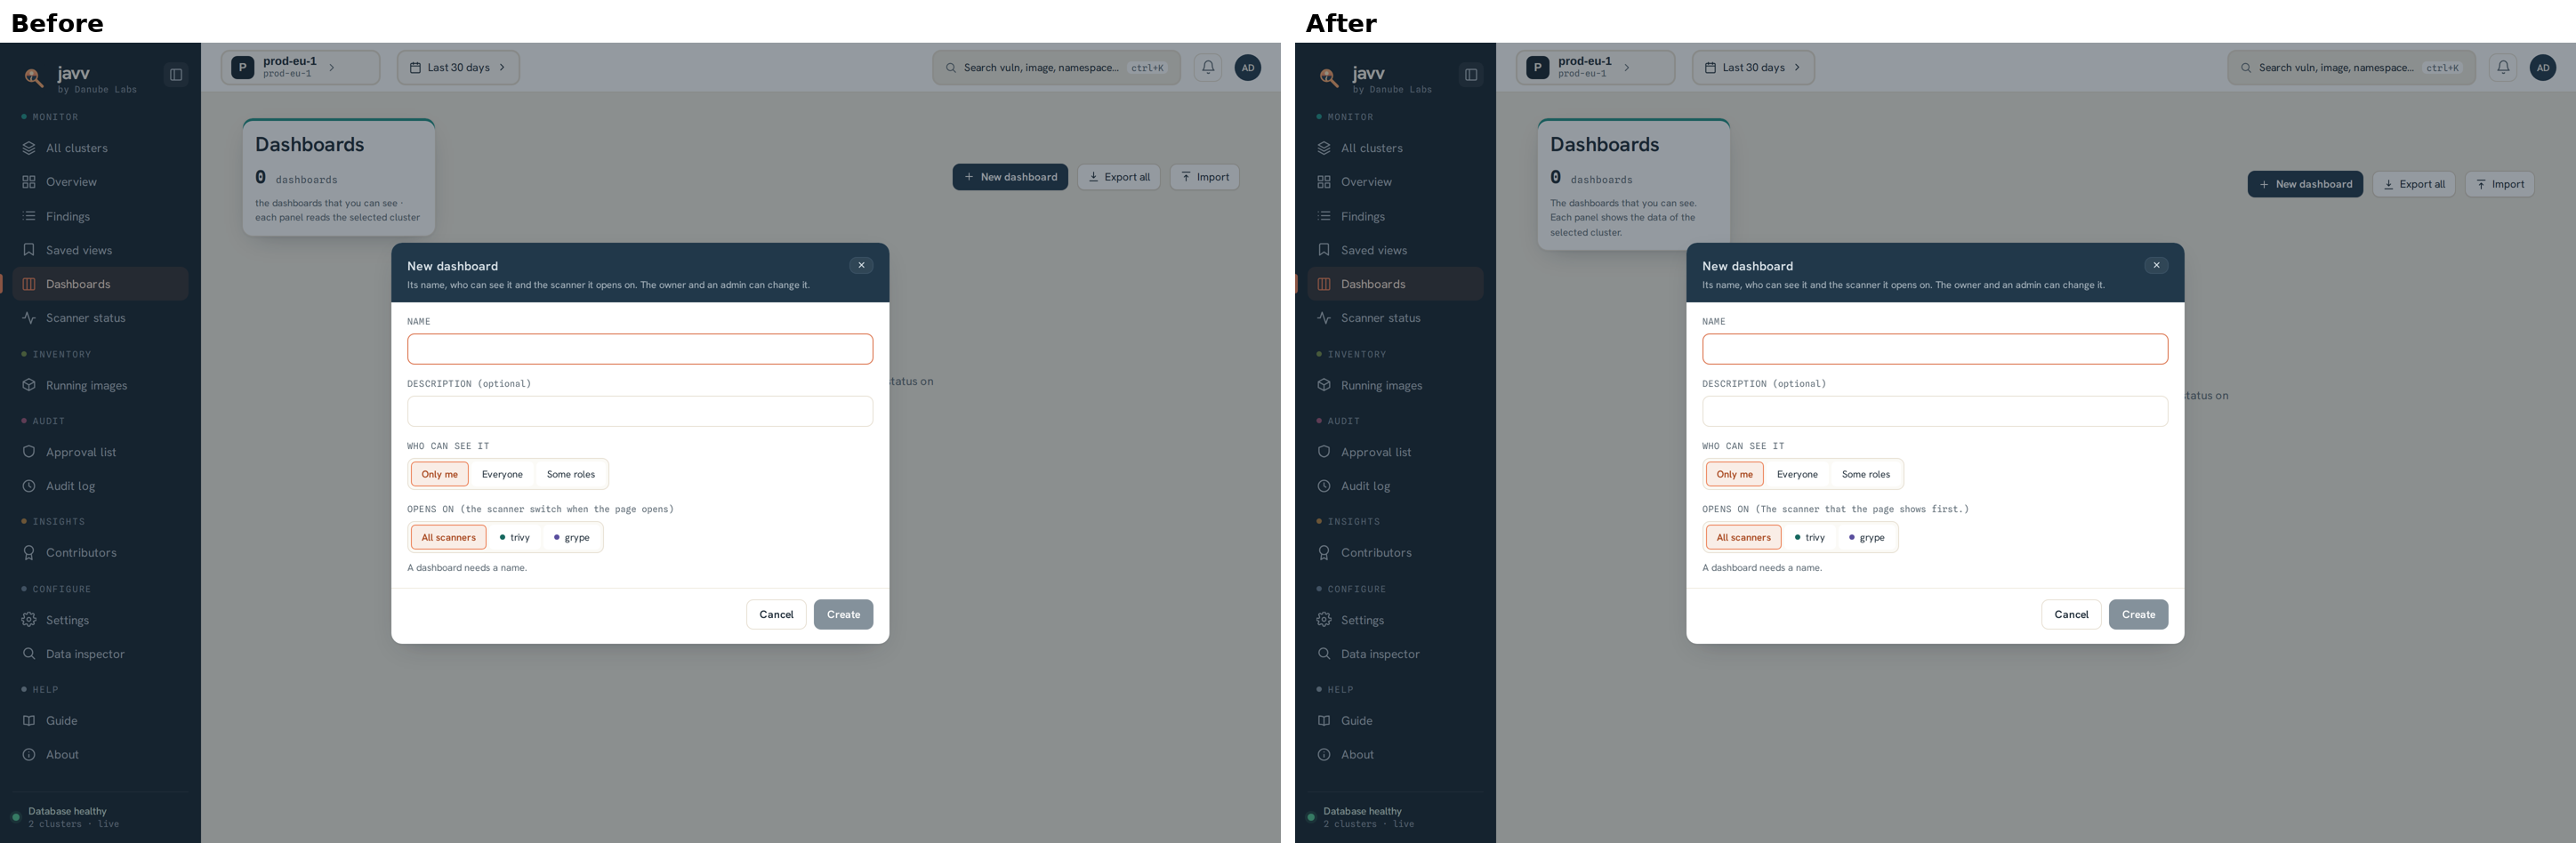 Before
javv
by Danube Labs
P
prod-eu-1
prod-eu-1
Last 30 days
Search vuln, image, namespace...
ctrl+K
AD
MONITOR
All clusters
Overview
Findings
Saved views
Dashboards
Scanner status
INVENTORY
Running images
AUDIT
Approval list
Audit log
INSIGHTS
Contributors
CONFIGURE
Settings
Data inspector
HELP
Guide
About
Database healthy
2 clusters · live
Dashboards
0 dashboards
the dashboards that you can see ·
each panel reads the selected cluster
+ New dashboard
Export all
Import
New dashboard
Its name, who can see it and the scanner it opens on. The owner and an admin can change it.
NAME
DESCRIPTION (optional)
WHO CAN SEE IT
Only me
Everyone
Some roles
OPENS ON (the scanner switch when the page opens)
All scanners
trivy
grype
A dashboard needs a name.
Cancel
Create
on
After
javv
by Danube Labs
P
prod-eu-1
prod-eu-1
Last 30 days
Search vuln, image, namespace...
ctrl+K
AD
MONITOR
All clusters
Overview
Findings
Saved views
Dashboards
Scanner status
INVENTORY
Running images
AUDIT
Approval list
Audit log
INSIGHTS
Contributors
CONFIGURE
Settings
Data inspector
HELP
Guide
About
Database healthy
2 clusters · live
Dashboards
0 dashboards
The dashboards that you can see.
Each panel shows the data of the
selected cluster.
+ New dashboard
Export all
Import
New dashboard
Its name, who can see it and the scanner it opens on. The owner and an admin can change it.
NAME
DESCRIPTION (optional)
WHO CAN SEE IT
Only me
Everyone
Some roles
OPENS ON (The scanner that the page shows first.)
All scanners
trivy
grype
A dashboard needs a name.
Cancel
Create
on